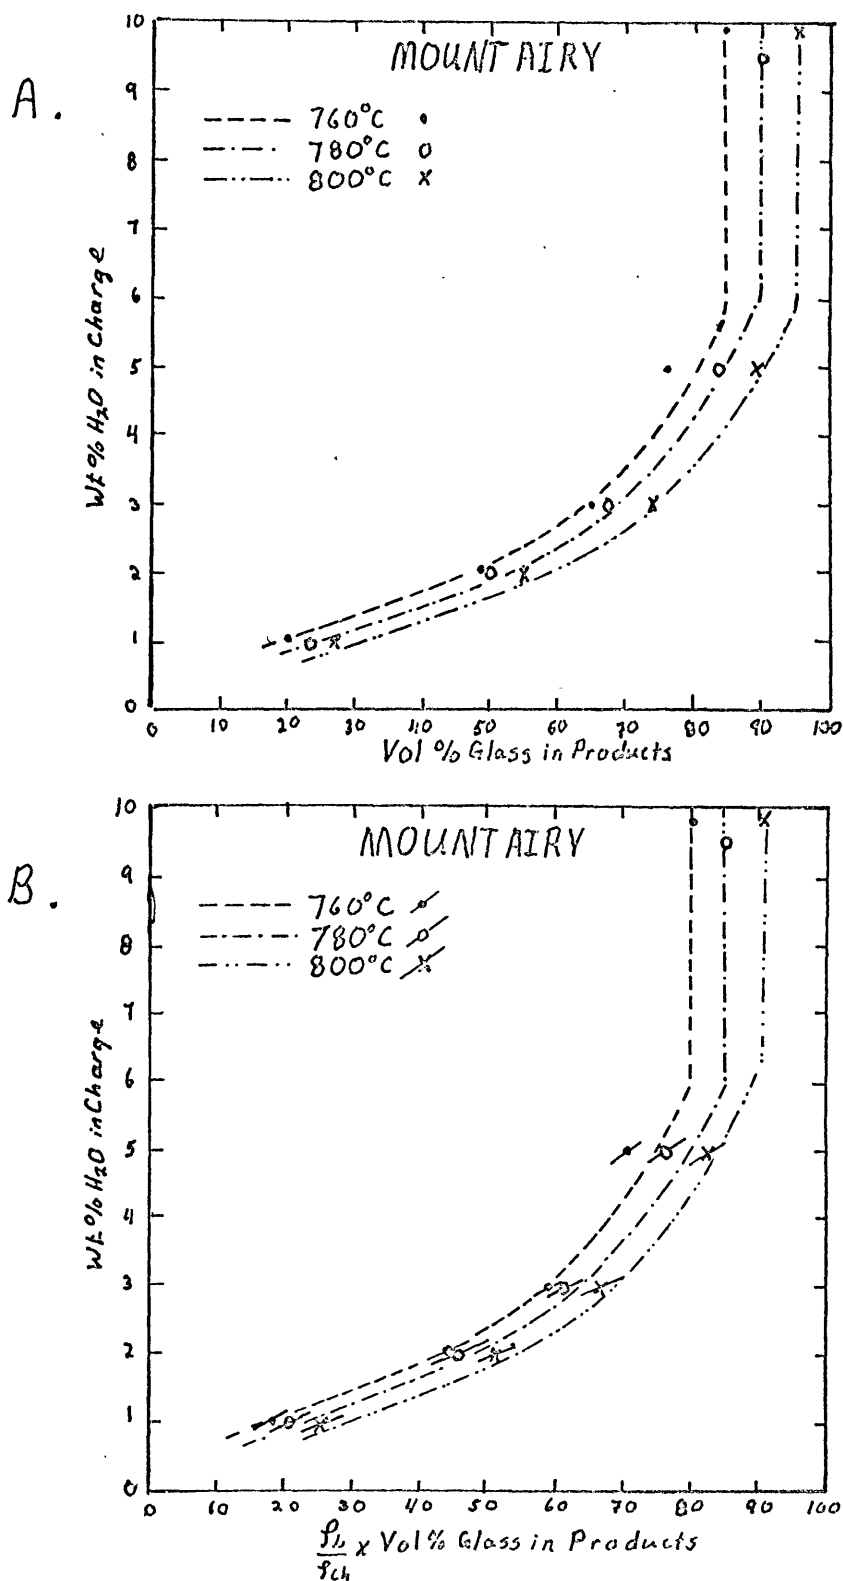 A.
MOUNT AIRY
760°C
780°C
800°C
Wt% H₂O in Charge
10
9
8
7
6
5
4
3
2
1
0
0 10 20 30 40 50 60 70 80 90 100
Vol % Glass in Products
B.
MOUNT AIRY
760°C
780°C
800°C
Wt% H₂O in Charge
10
9
8
7
6
5
4
3
2
1
0
0 10 20 30 40 50 60 70 80 90 100
x Vol % Glass in Products